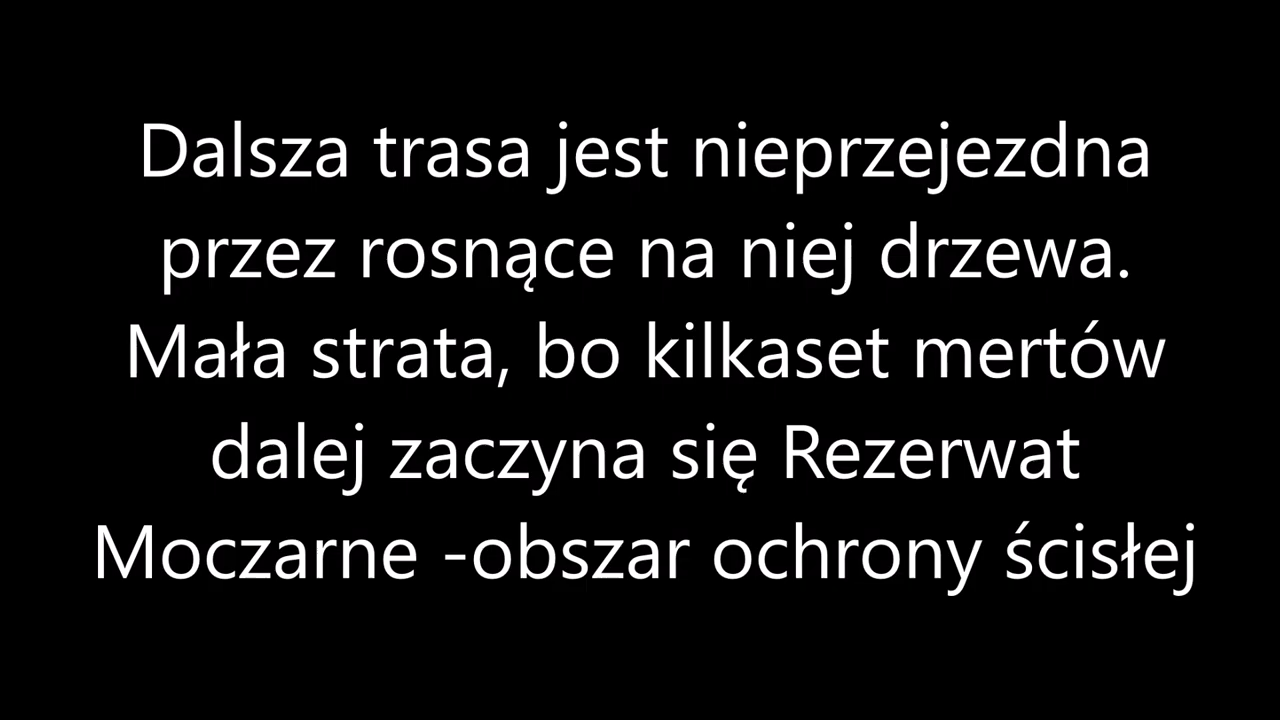 Dalsza trasa jest nieprzejezdna
przez rosnące na niej drzewa.
Mała strata, bo kilkaset mertów
dalej zaczyna się Rezerwat
Moczarne -obszar ochrony ścisłej